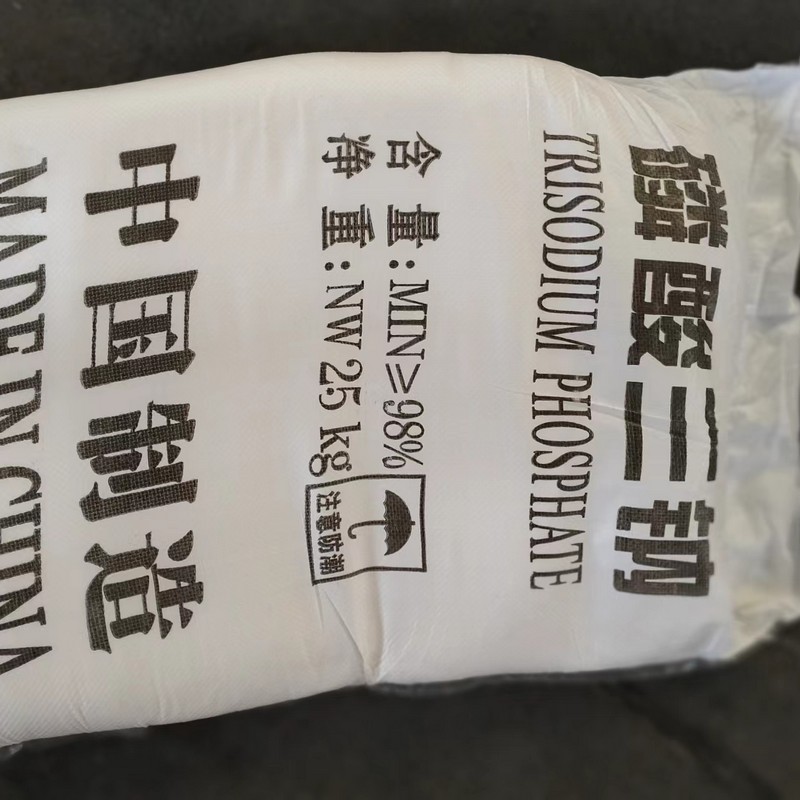 磷酸三钠
TRISODIUM PHOSPHATE
含 量:MIN≥98%
净 重:NW 25 kg
注意防潮
中国制造
MADE IN CHINA